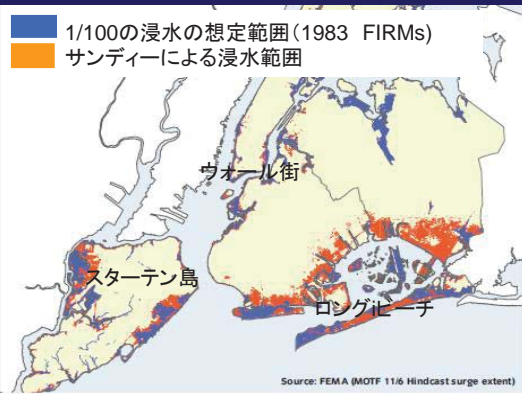 1/100の浸水の想定範囲(1983 FIRMs)
サンディーによる浸水範囲
ウォール街
スターテン島
ロングiビーチ
Source: FEMA (MOTF 11/6 Hindcast surge extent)